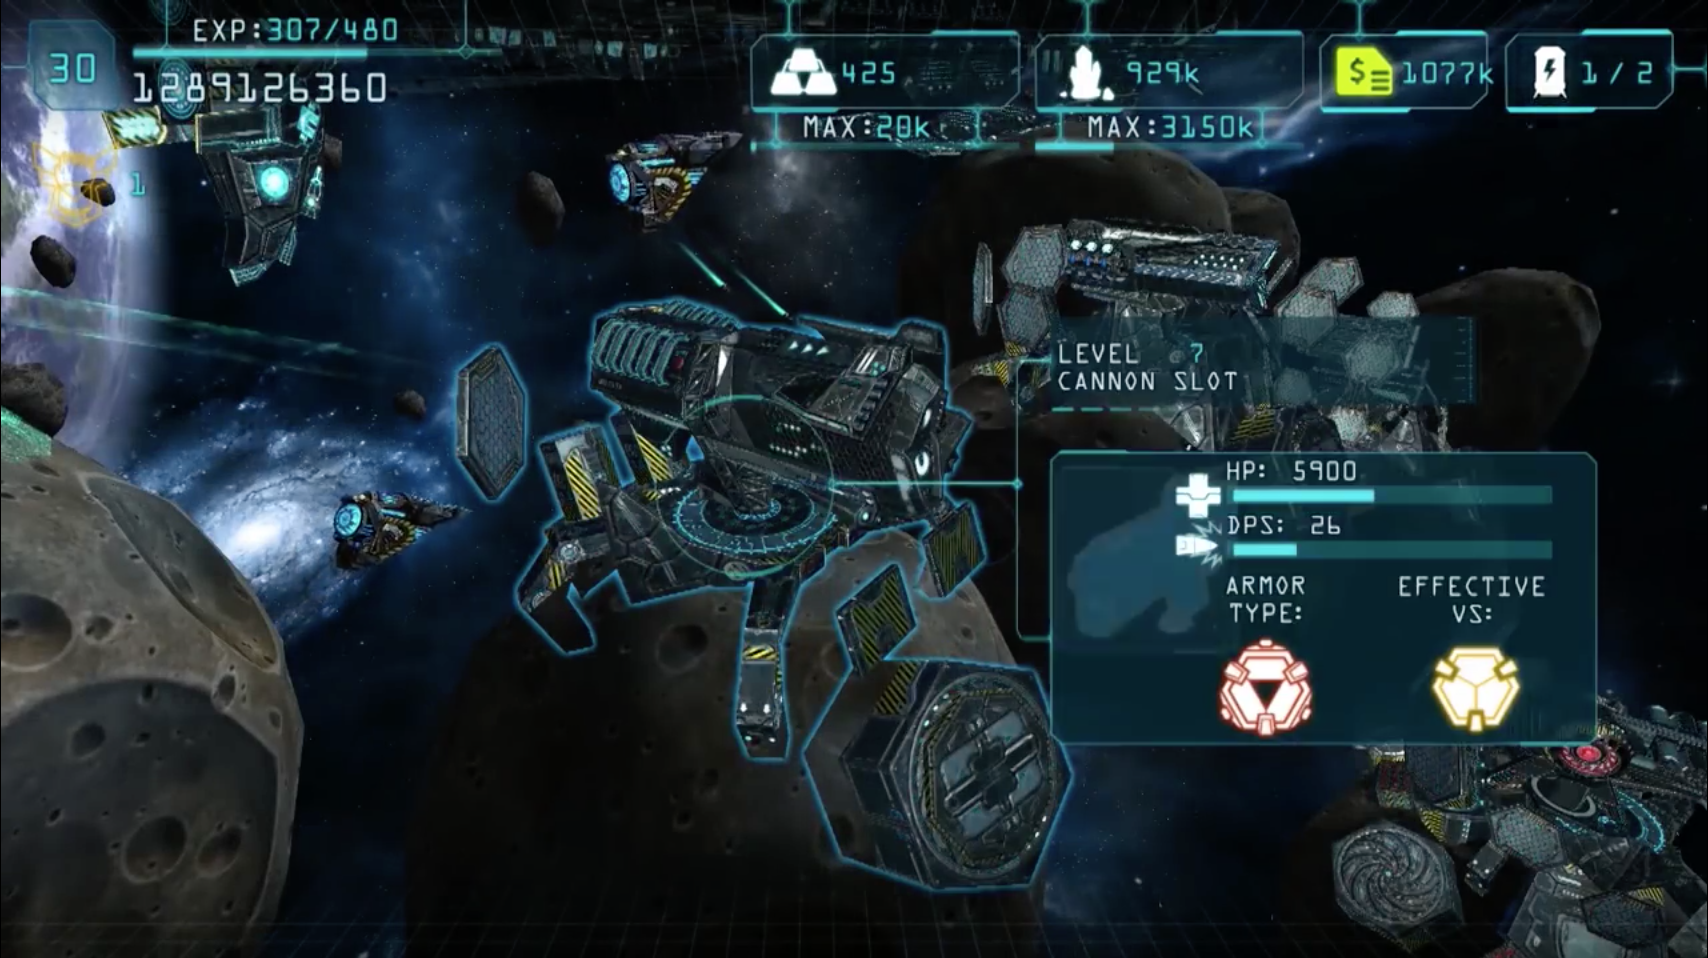 30
EXP:307/480
1289126360
425
MAX:20k
929k
MAX:3150k
$
1077k
1 / 2
1
LEVEL 7
CANNON SLOT
HP: 5900
DPS: 26
ARMOR
TYPE:
EFFECTIVE
VS: